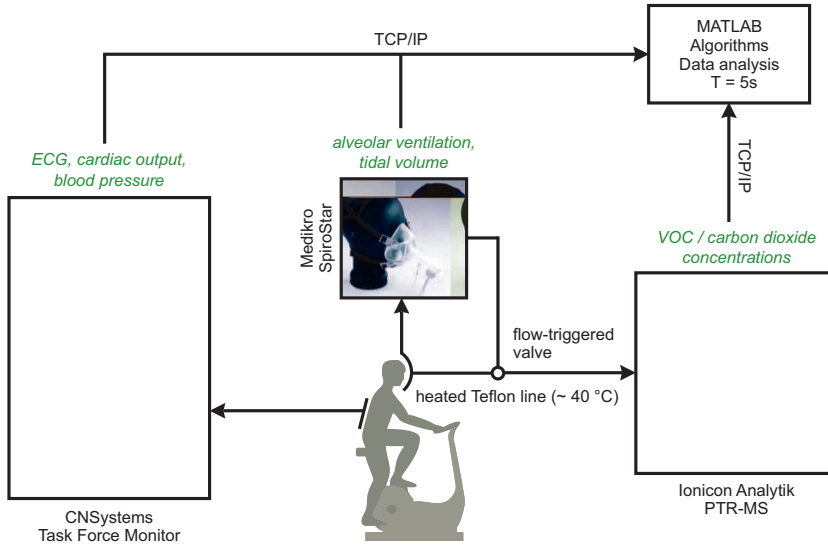 TCP/IP
MATLAB
Algorithms
Data analysis
T = 5s
ECG, cardiac output,
blood pressure
alveolar ventilation,
tidal volume
TCP/IP
VOC / carbon dioxide
concentrations
Medikro
SpiroStar
flow-triggered
valve
heated Teflon line (~ 40 °C)
CNSystems
Task Force Monitor
Ionicon Analytik
PTR-MS